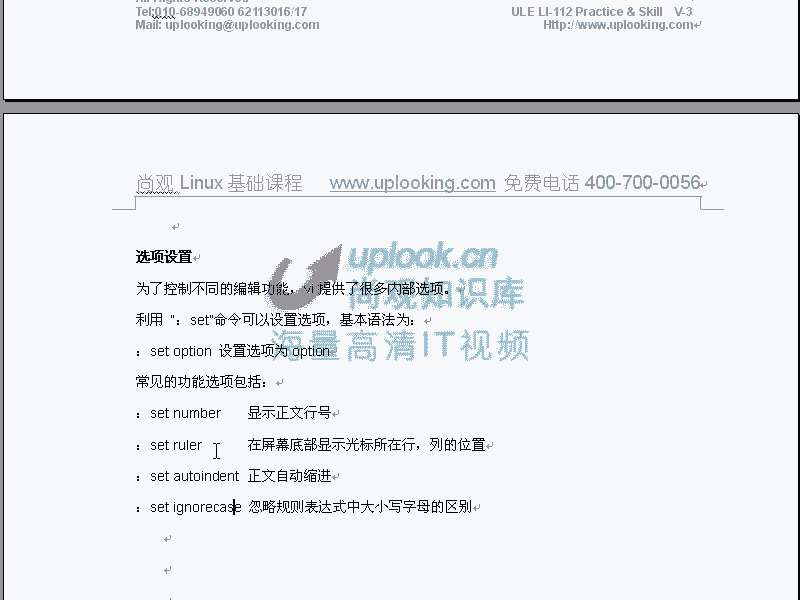 All Rights Reserved
Tel:010-68949060 62113016/17 ULE LI-112 Practice & Skill V-3
Mail: uplooking@uplooking.com Http://www.uplooking.com
尚观 Linux 基础课程 www.uplooking.com 免费电话 400-700-0056
选项设置
uplook.cn
为了控制不同的编辑功能，vi 提供了很多内部选项。
尚观知识库
利用 “：set”命令可以设置选项，基本语法为：
海量高清IT视频
：set option 设置选项为 option
常见的功能选项包括：
：set number 显示正文行号
：set ruler 在屏幕底部显示光标所在行，列的位置
：set autoindent 正文自动缩进
：set ignorecase 忽略规则表达式中大小写字母的区别